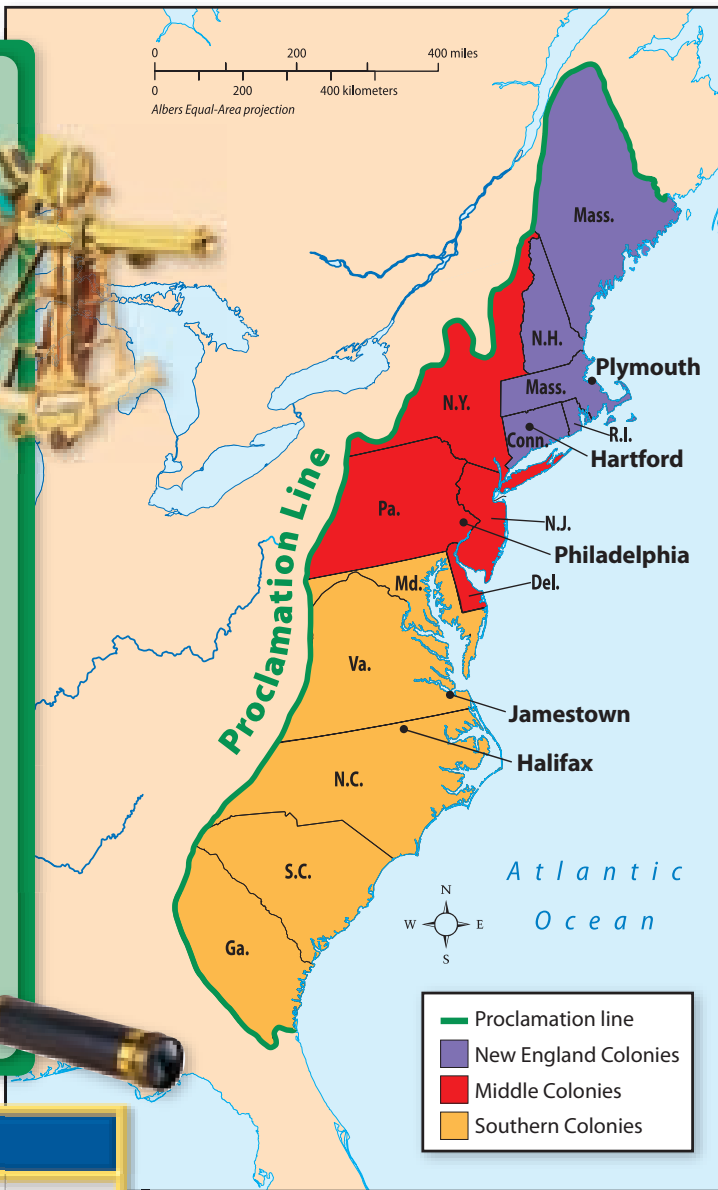 0 200 400 miles
0 200 400 kilometers
Albers Equal-Area projection
Mass.
N.H.
Plymouth
Mass.
N.Y.
Conn.
R.I.
Hartford
Proclamation Line
Pa.
N.J.
Philadelphia
Md.
Del.
Va.
Jamestown
Halifax
N.C.
Atlantic
Ocean
S.C.
N
W E
S
Ga.
Proclamation line
New England Colonies
Middle Colonies
Southern Colonies